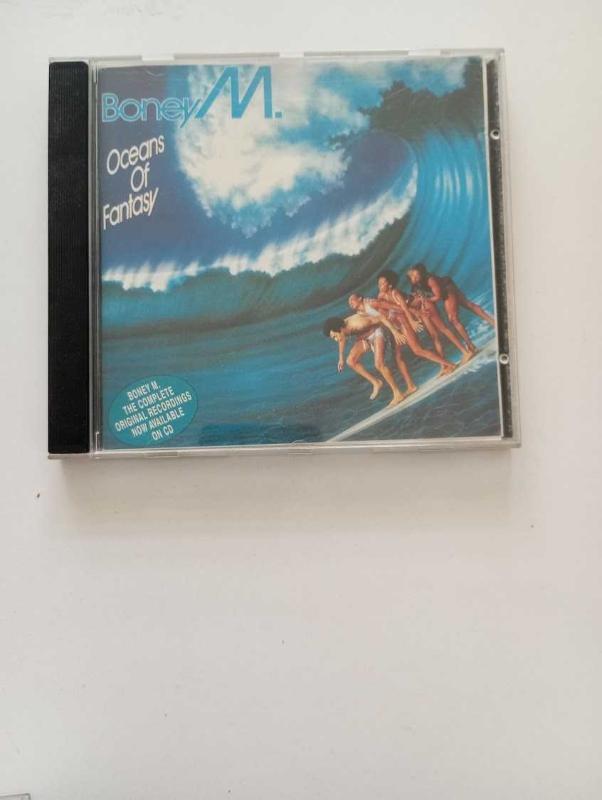 Boney M.
Oceans
Of
Fantasy
BONEY M.
THE COMPLETE
ORIGINAL RECORDINGS
NOW AVAILABLE
ON CD